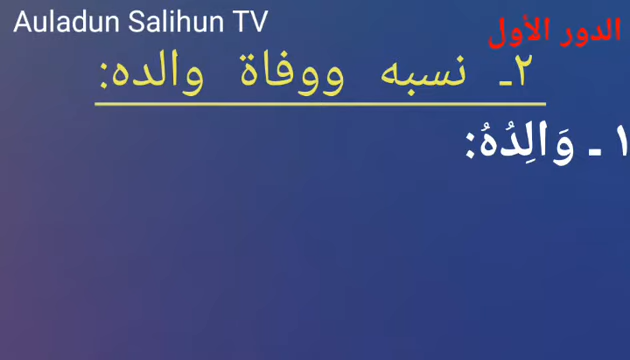 Auladun Salihun TV
الدور الأول
٢ـ نسبه ووفاة والده:
١ ـ وَالِدُهُ: